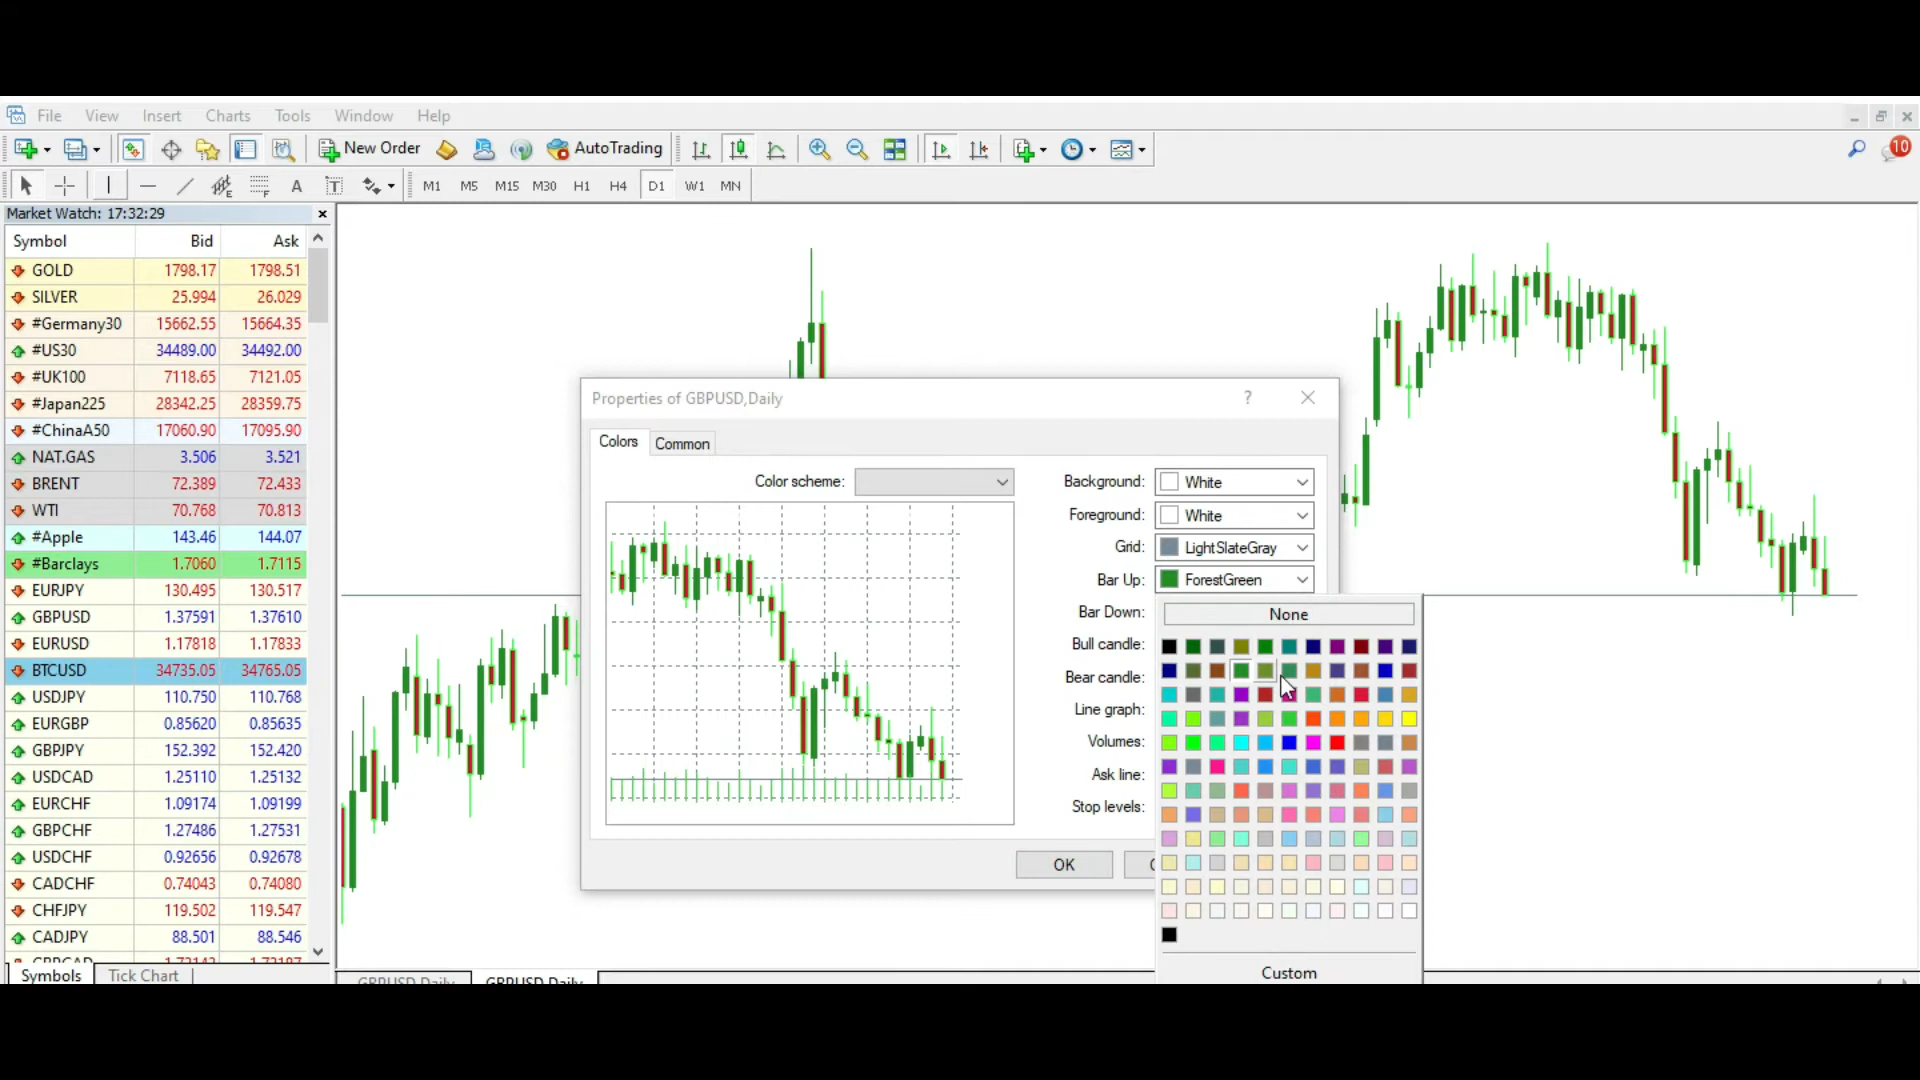 File View Insert Charts Tools Window Help
New Order AutoTrading 10
A T M1 M5 M15 M30 H1 H4 D1 W1 MN
Market Watch: 17:32:29
Symbol Bid Ask
GOLD 1798.17 1798.51
SILVER 25.994 26.029
#Germany30 15662.55 15664.35
#US30 34489.00 34492.00
#UK100 7118.65 7121.05
#Japan225 28342.25 28359.75
#ChinaA50 17060.90 17095.90
NAT.GAS 3.506 3.521
BRENT 72.389 72.433
WTI 70.768 70.813
#Apple 143.46 144.07
#Barclays 1.7060 1.7115
EURJPY 130.495 130.517
GBPUSD 1.37591 1.37610
EURUSD 1.17818 1.17833
BTCUSD 34735.05 34765.05
USDJPY 110.750 110.768
EURGBP 0.85620 0.85635
GBPJPY 152.392 152.420
USDCAD 1.25110 1.25132
EURCHF 1.09174 1.09199
GBPCHF 1.27486 1.27531
USDCHF 0.92656 0.92678
CADCHF 0.74043 0.74080
CHFJPY 119.502 119.547
CADJPY 88.501 88.546
Symbols Tick Chart
Properties of GBPUSD,Daily ?
Colors Common
Color scheme:
Background: White
Foreground: White
Grid: LightSlateGray
Bar Up: ForestGreen
Bar Down:
Bull candle:
Bear candle:
Line graph:
Volumes:
Ask line:
Stop levels:
OK
None
Custom
GBPUSD,Daily GBPUSD,Daily